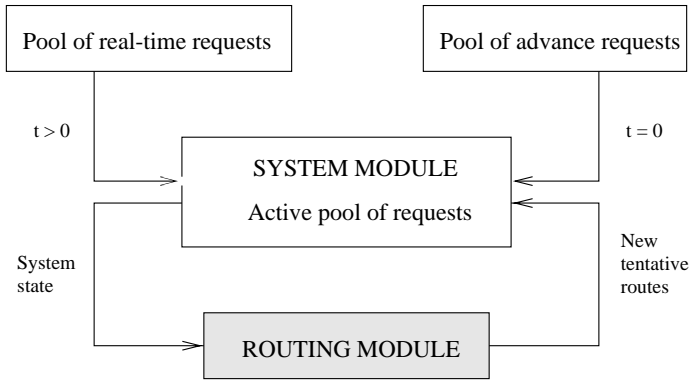 Pool of real-time requests
Pool of advance requests
t > 0
t = 0
SYSTEM MODULE
Active pool of requests
System
state
New
tentative
routes
ROUTING MODULE